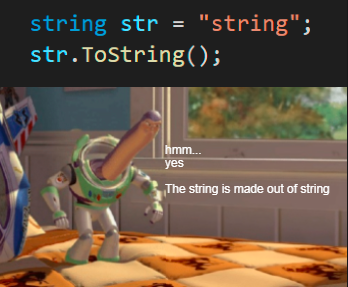 string str = "string";
str.ToString();
hmm...
yes
The string is made out of string